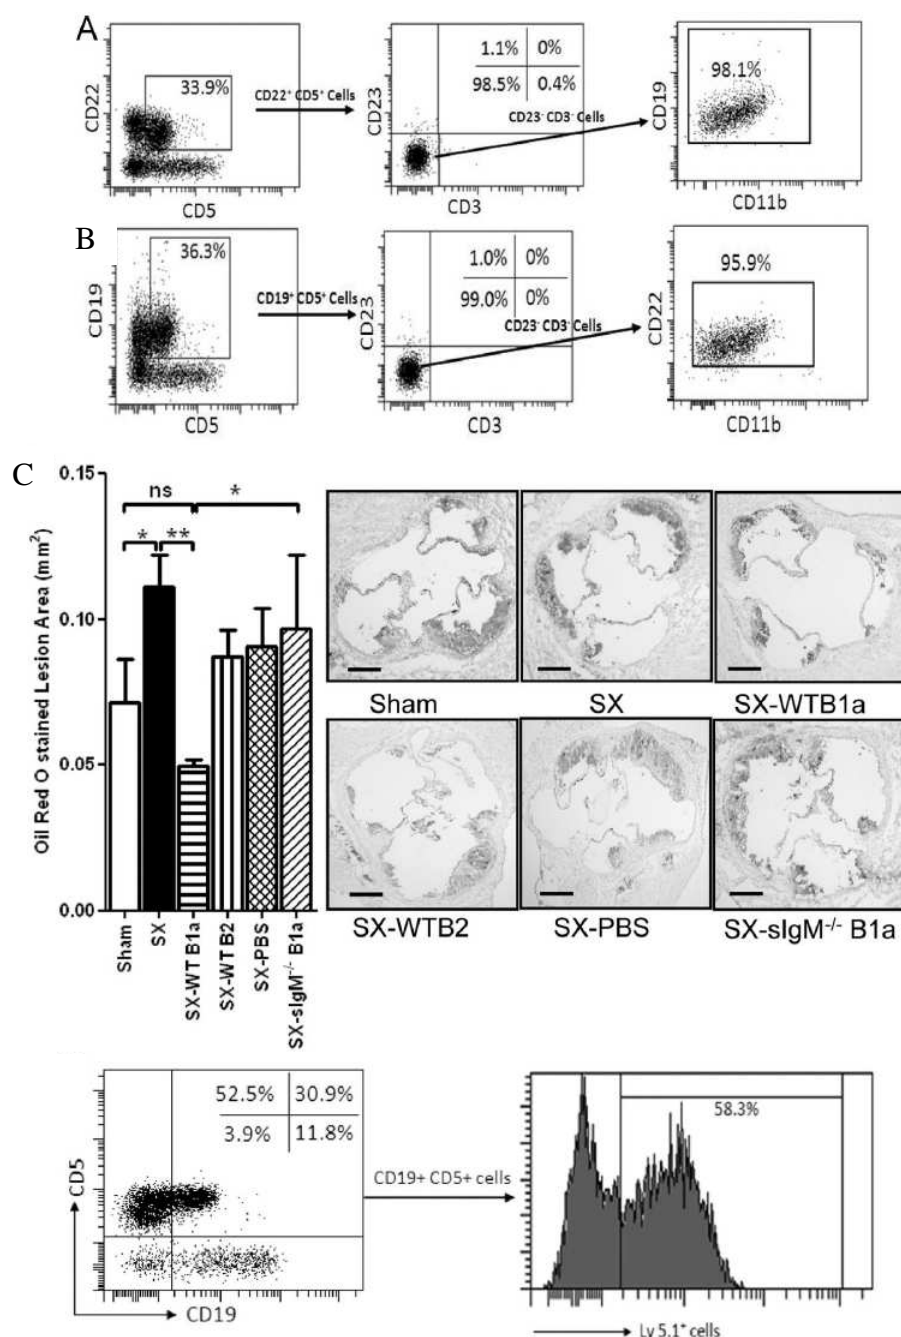 A
CD22
33.9%
CD5
CD22⁺ CD5⁺ Cells
CD23
1.1% 0%
98.5% 0.4%
CD3
CD23⁻ CD3⁻ Cells
CD19
98.1%
CD11b
B
CD19
36.3%
CD5
CD19⁺ CD5⁺ Cells
CD23
1.0% 0%
99.0% 0%
CD3
CD23⁻ CD3⁻ Cells
CD22
95.9%
CD11b
C
Oil Red O stained Lesion Area (mm²)
0.15
0.10
0.05
0.00
ns
*
* **
Sham
SX
SX-WT B1a
SX-WT B2
SX-PBS
SX-sIgM⁻/⁻ B1a
Sham SX SX-WTB1a
SX-WTB2 SX-PBS SX-sIgM⁻/⁻ B1a
CD5
52.5% 30.9%
3.9% 11.8%
CD19
CD19+ CD5+ cells
58.3%
Ly 5.1⁺ cells